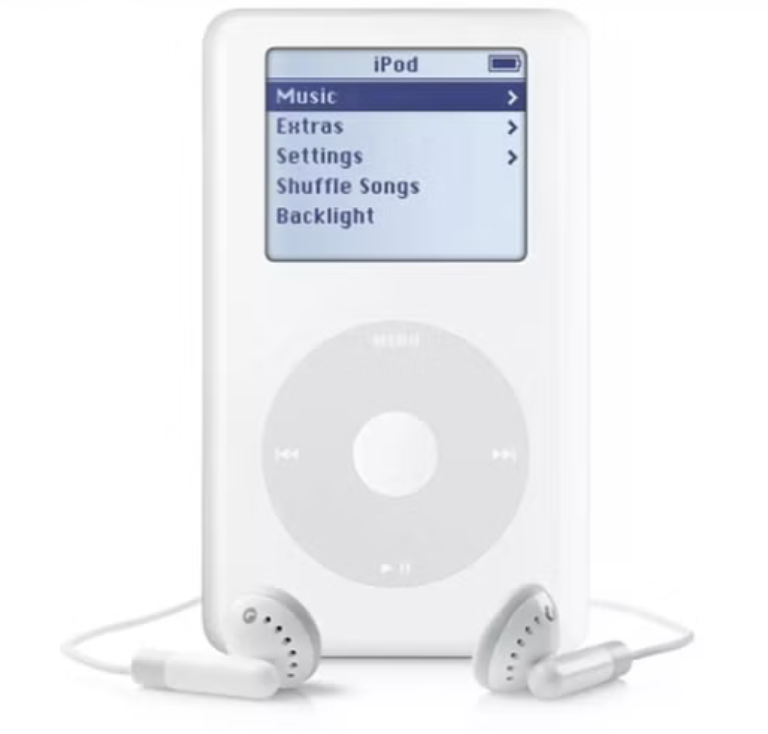 iPod
Music
Extras
Settings
Shuffle Songs
Backlight
MENU